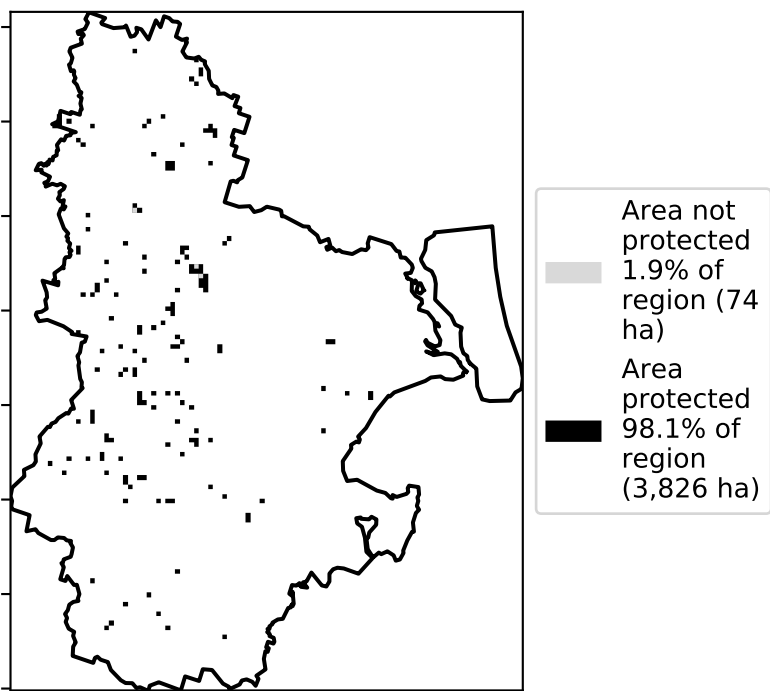 Area not
protected
1.9% of
region (74
ha)
Area
protected
98.1% of
region
(3,826 ha)